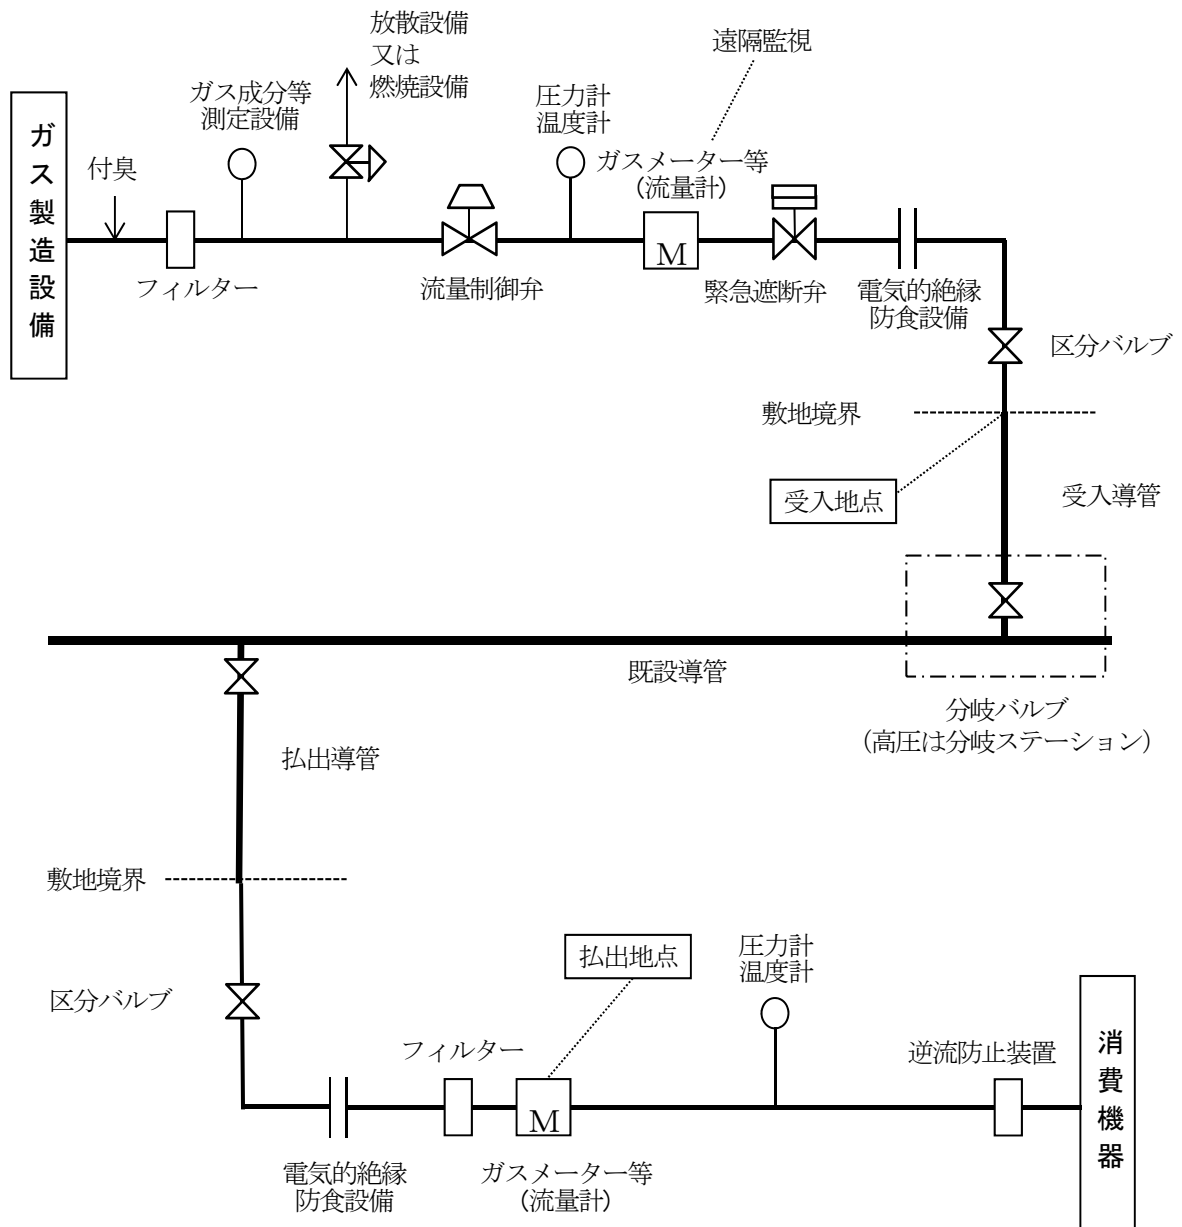 放散設備
又は
燃焼設備
遠隔監視
ガス成分等
測定設備
圧力計
温度計
ガス製造設備
付臭
ガスメーター等
(流量計)
M
フィルター
流量制御弁
緊急遮断弁
電気的絶縁
防食設備
区分バルブ
敷地境界
受入地点
受入導管
既設導管
分岐バルブ
(高圧は分岐ステーション)
払出導管
敷地境界
区分バルブ
払出地点
圧力計
温度計
フィルター
逆流防止装置
消費機器
M
電気的絶縁
防食設備
ガスメーター等
(流量計)